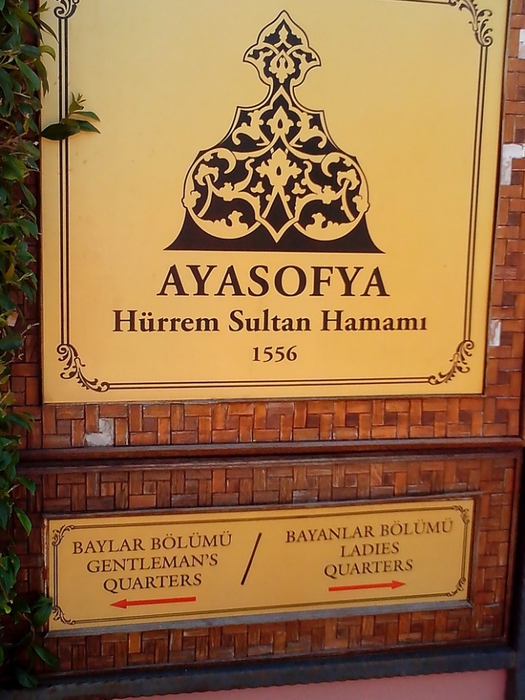 AYASOFYA
Hürrem Sultan Hamamı
1556
BAYLAR BÖLÜMÜ
GENTLEMAN'S
QUARTERS
/
BAYANLAR BÖLÜMÜ
LADIES
QUARTERS